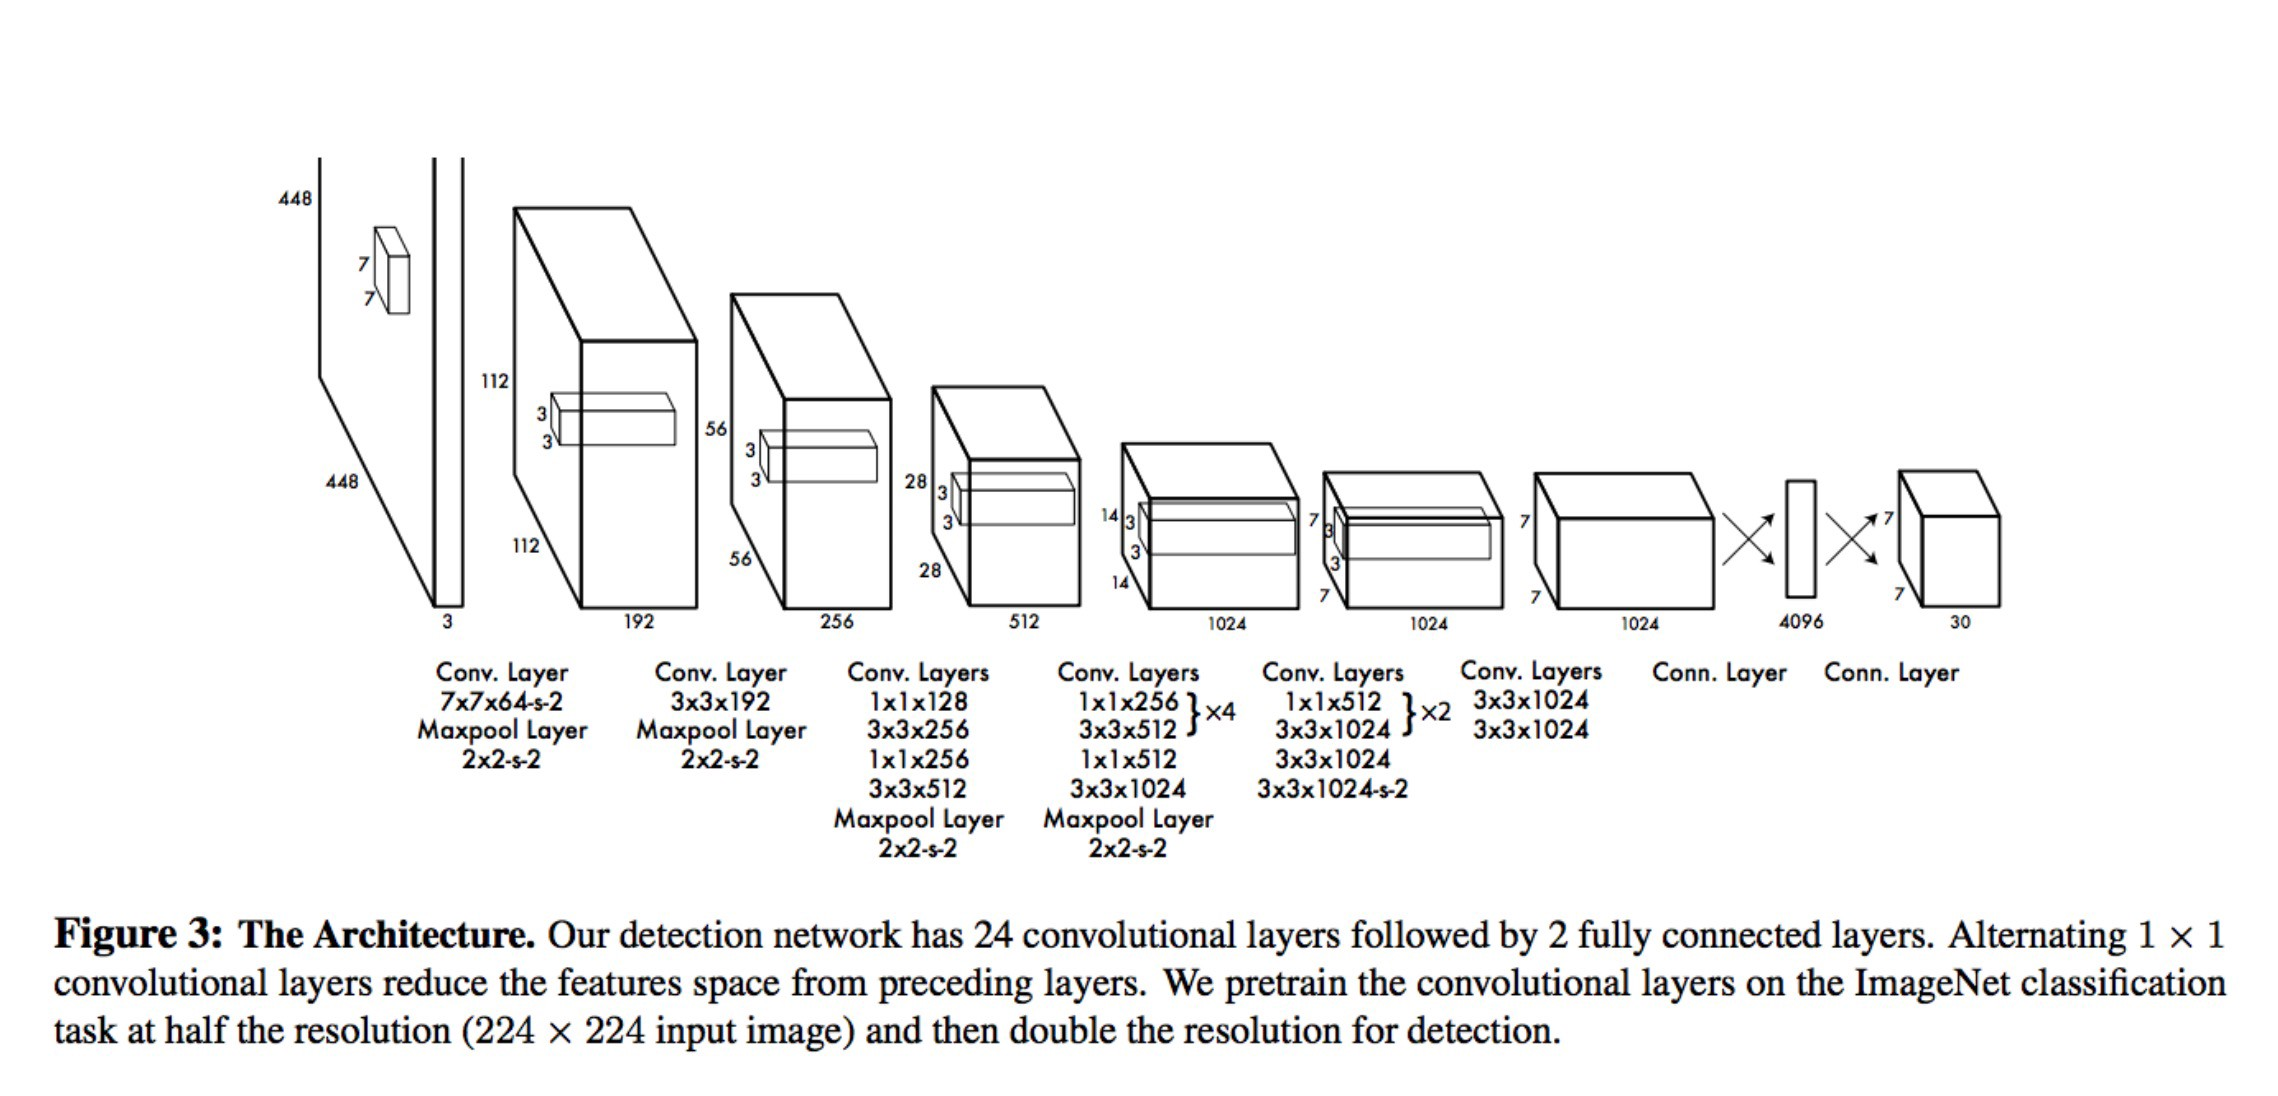 448
7
7
448
3
112
3
3
112
192
56
3
3
56
256
28
3
3
28
512
14
3
3
14
1024
7
3
3
7
1024
7
7
1024
4096
7
7
30
Conv. Layer
7x7x64-s-2
Maxpool Layer
2x2-s-2
Conv. Layer
3x3x192
Maxpool Layer
2x2-s-2
Conv. Layers
1x1x128
3x3x256
1x1x256
3x3x512
Maxpool Layer
2x2-s-2
Conv. Layers
1x1x256
3x3x512 }×4
1x1x512
3x3x1024
Maxpool Layer
2x2-s-2
Conv. Layers
1x1x512
3x3x1024 }×2
3x3x1024
3x3x1024-s-2
Conv. Layers
3x3x1024
3x3x1024
Conn. Layer
Conn. Layer
Figure 3: The Architecture. Our detection network has 24 convolutional layers followed by 2 fully connected layers. Alternating 1 × 1
convolutional layers reduce the features space from preceding layers. We pretrain the convolutional layers on the ImageNet classification
task at half the resolution (224 × 224 input image) and then double the resolution for detection.